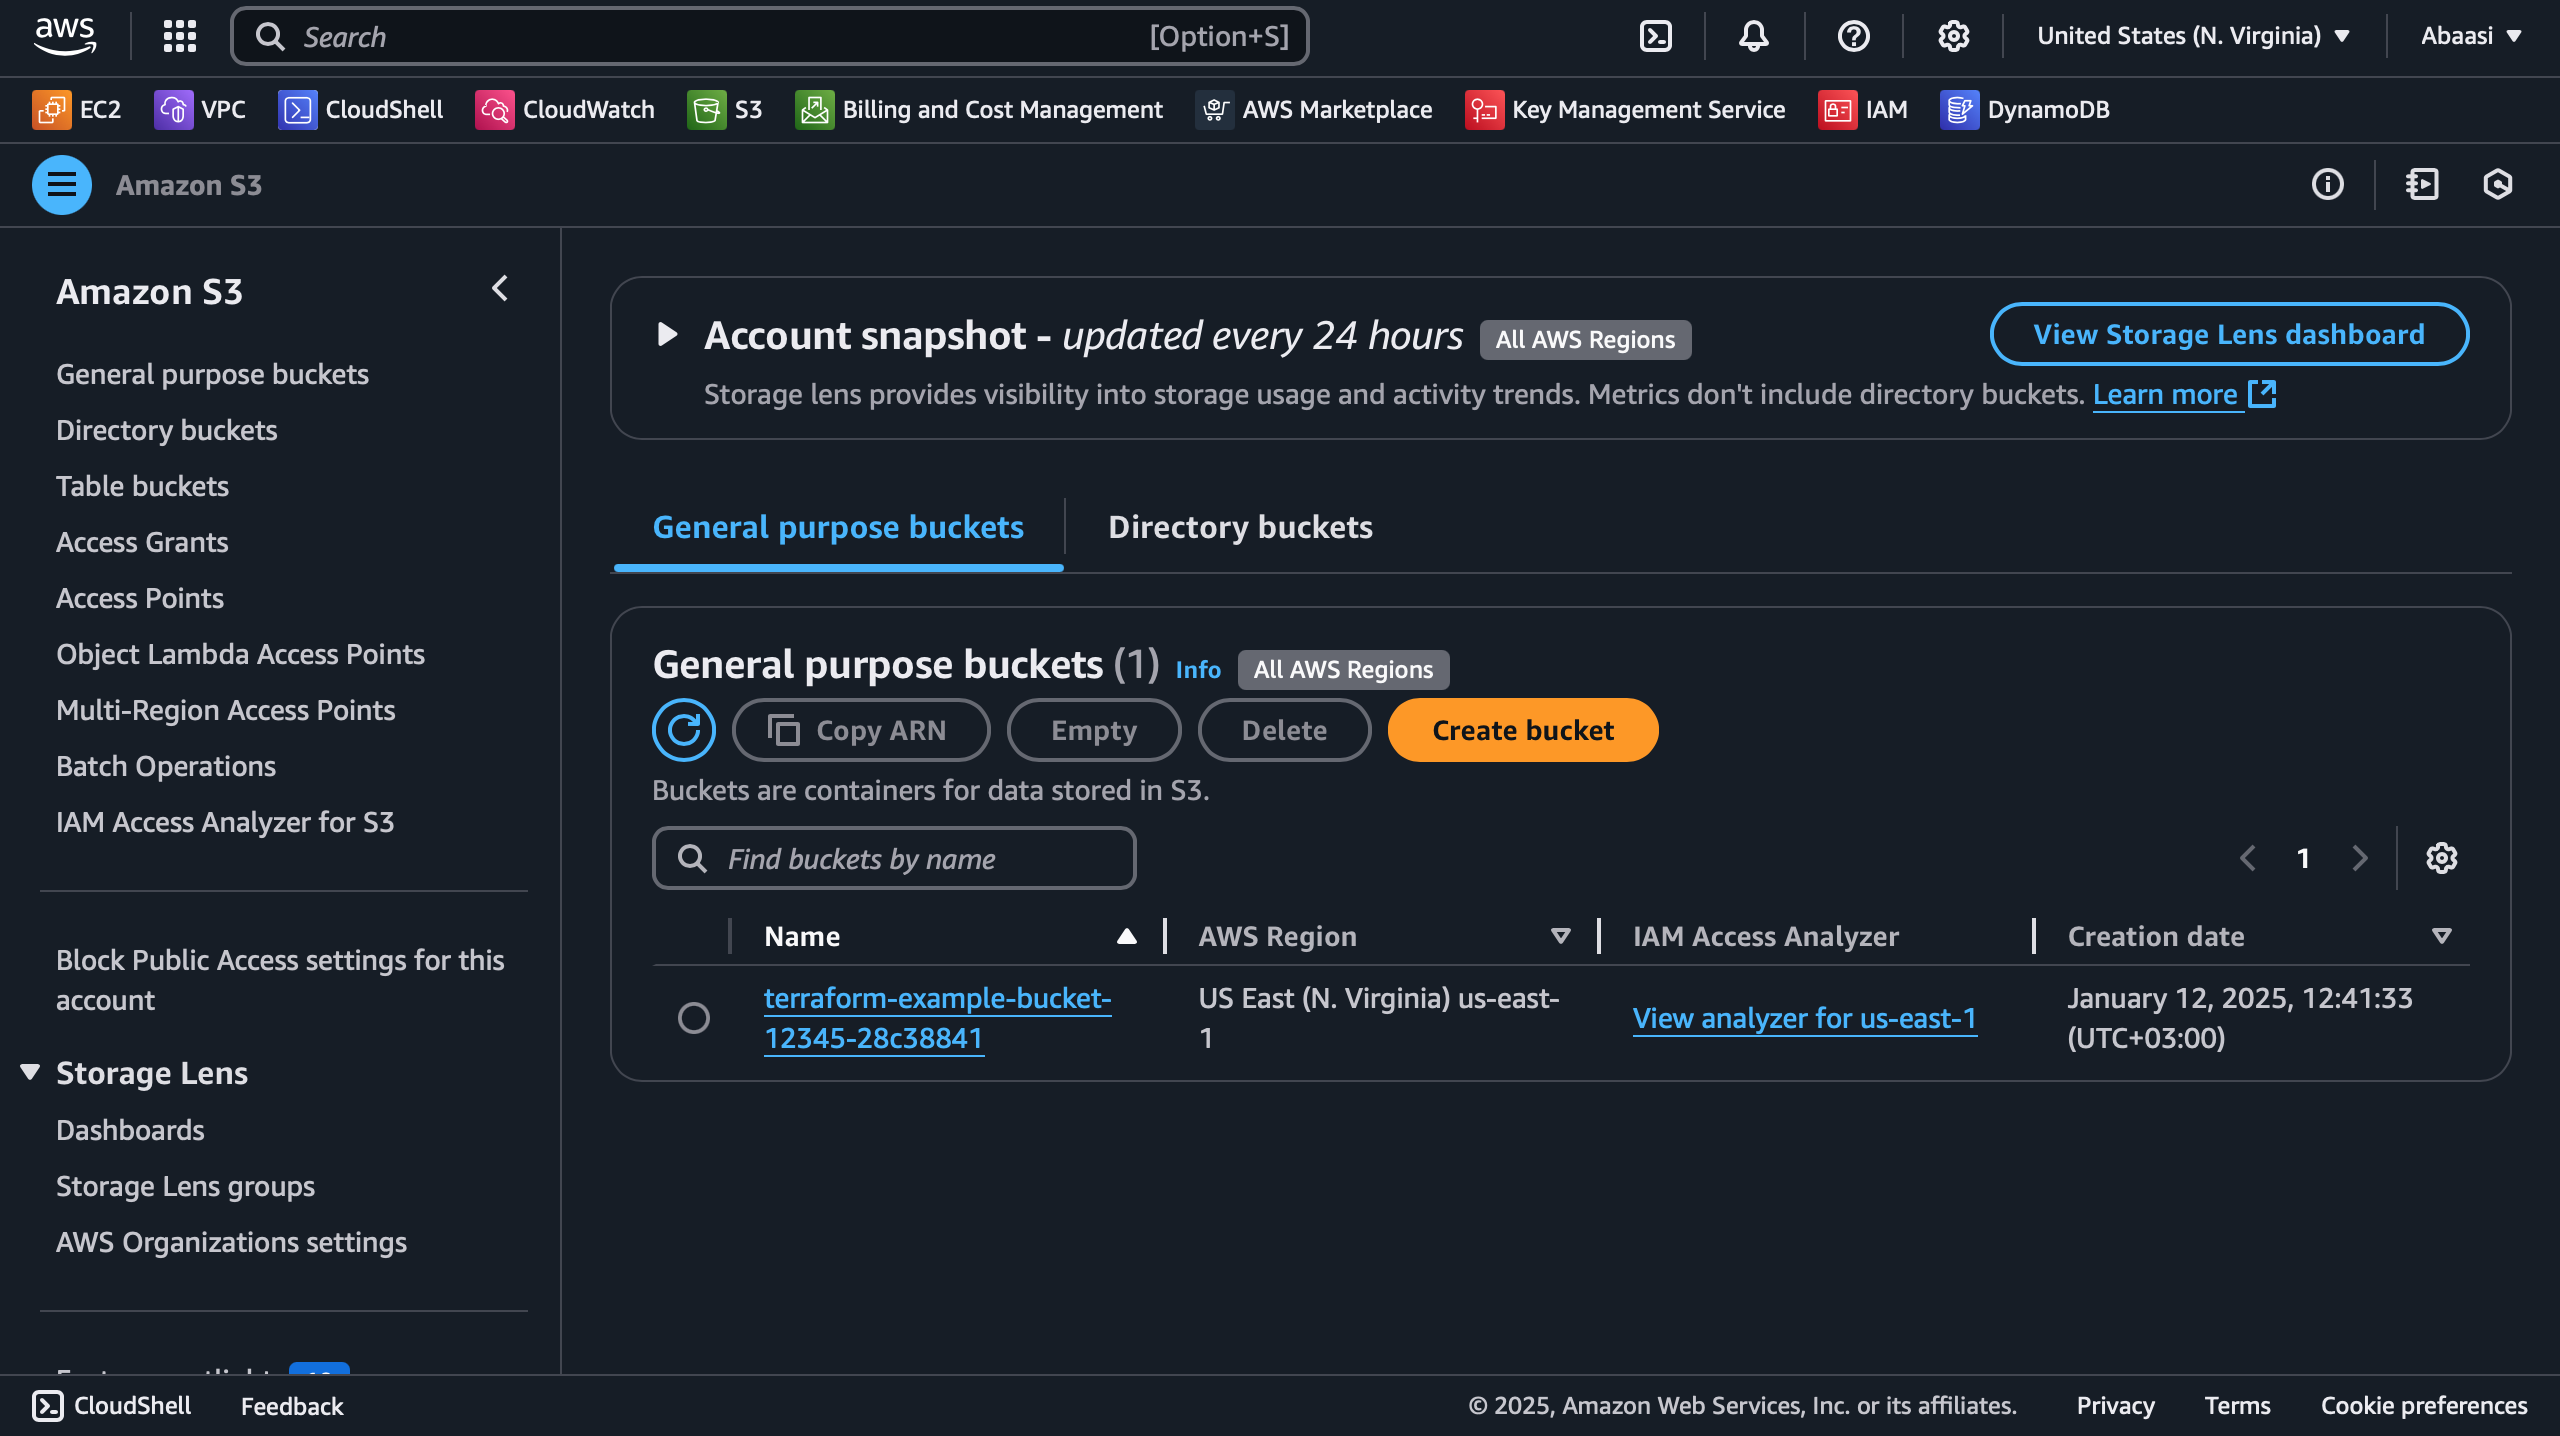 aws
Search [Option+S]
United States (N. Virginia)
Abaasi
EC2
VPC
CloudShell
CloudWatch
S3
Billing and Cost Management
AWS Marketplace
Key Management Service
IAM
DynamoDB
Amazon S3
Amazon S3
General purpose buckets
Directory buckets
Table buckets
Access Grants
Access Points
Object Lambda Access Points
Multi-Region Access Points
Batch Operations
IAM Access Analyzer for S3
Block Public Access settings for this
account
Storage Lens
Dashboards
Storage Lens groups
AWS Organizations settings
Account snapshot - updated every 24 hours All AWS Regions
View Storage Lens dashboard
Storage lens provides visibility into storage usage and activity trends. Metrics don't include directory buckets. Learn more
General purpose buckets
Directory buckets
General purpose buckets (1) Info All AWS Regions
Copy ARN
Empty
Delete
Create bucket
Buckets are containers for data stored in S3.
Find buckets by name
1
Name
AWS Region
IAM Access Analyzer
Creation date
terraform-example-bucket-
12345-28c38841
US East (N. Virginia) us-east-
1
View analyzer for us-east-1
January 12, 2025, 12:41:33
(UTC+03:00)
CloudShell
Feedback
© 2025, Amazon Web Services, Inc. or its affiliates.
Privacy
Terms
Cookie preferences